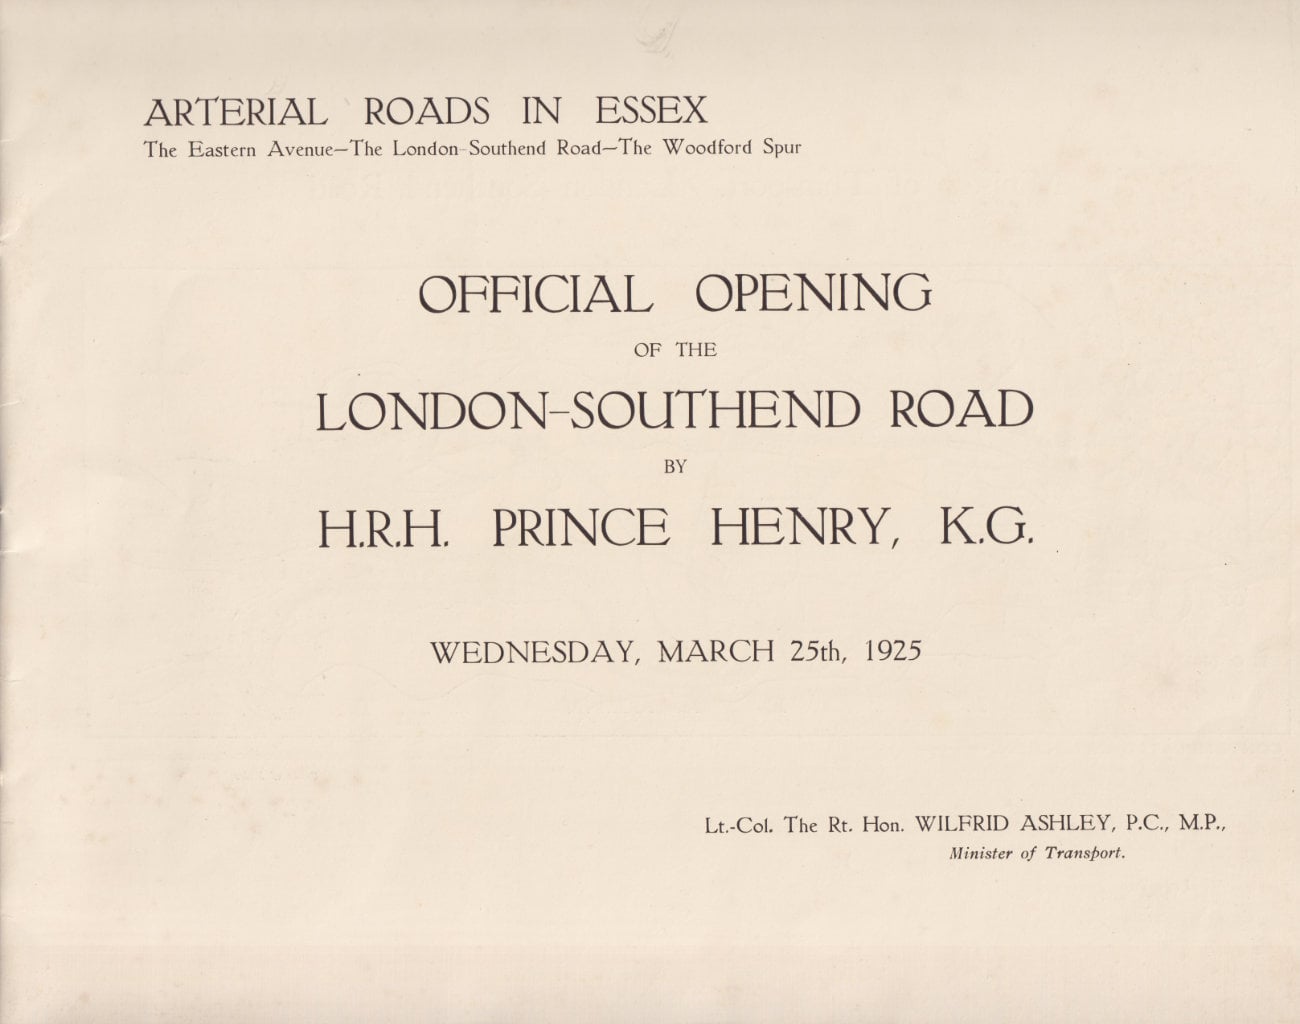 ARTERIAL ROADS IN ESSEX
The Eastern Avenue—The London-Southend Road—The Woodford Spur
OFFICIAL OPENING
OF THE
LONDON–SOUTHEND ROAD
BY
H.R.H. PRINCE HENRY, K.G.
WEDNESDAY, MARCH 25th, 1925
Lt.-Col. The Rt. Hon. WILFRID ASHLEY, P.C., M.P.,
Minister of Transport.